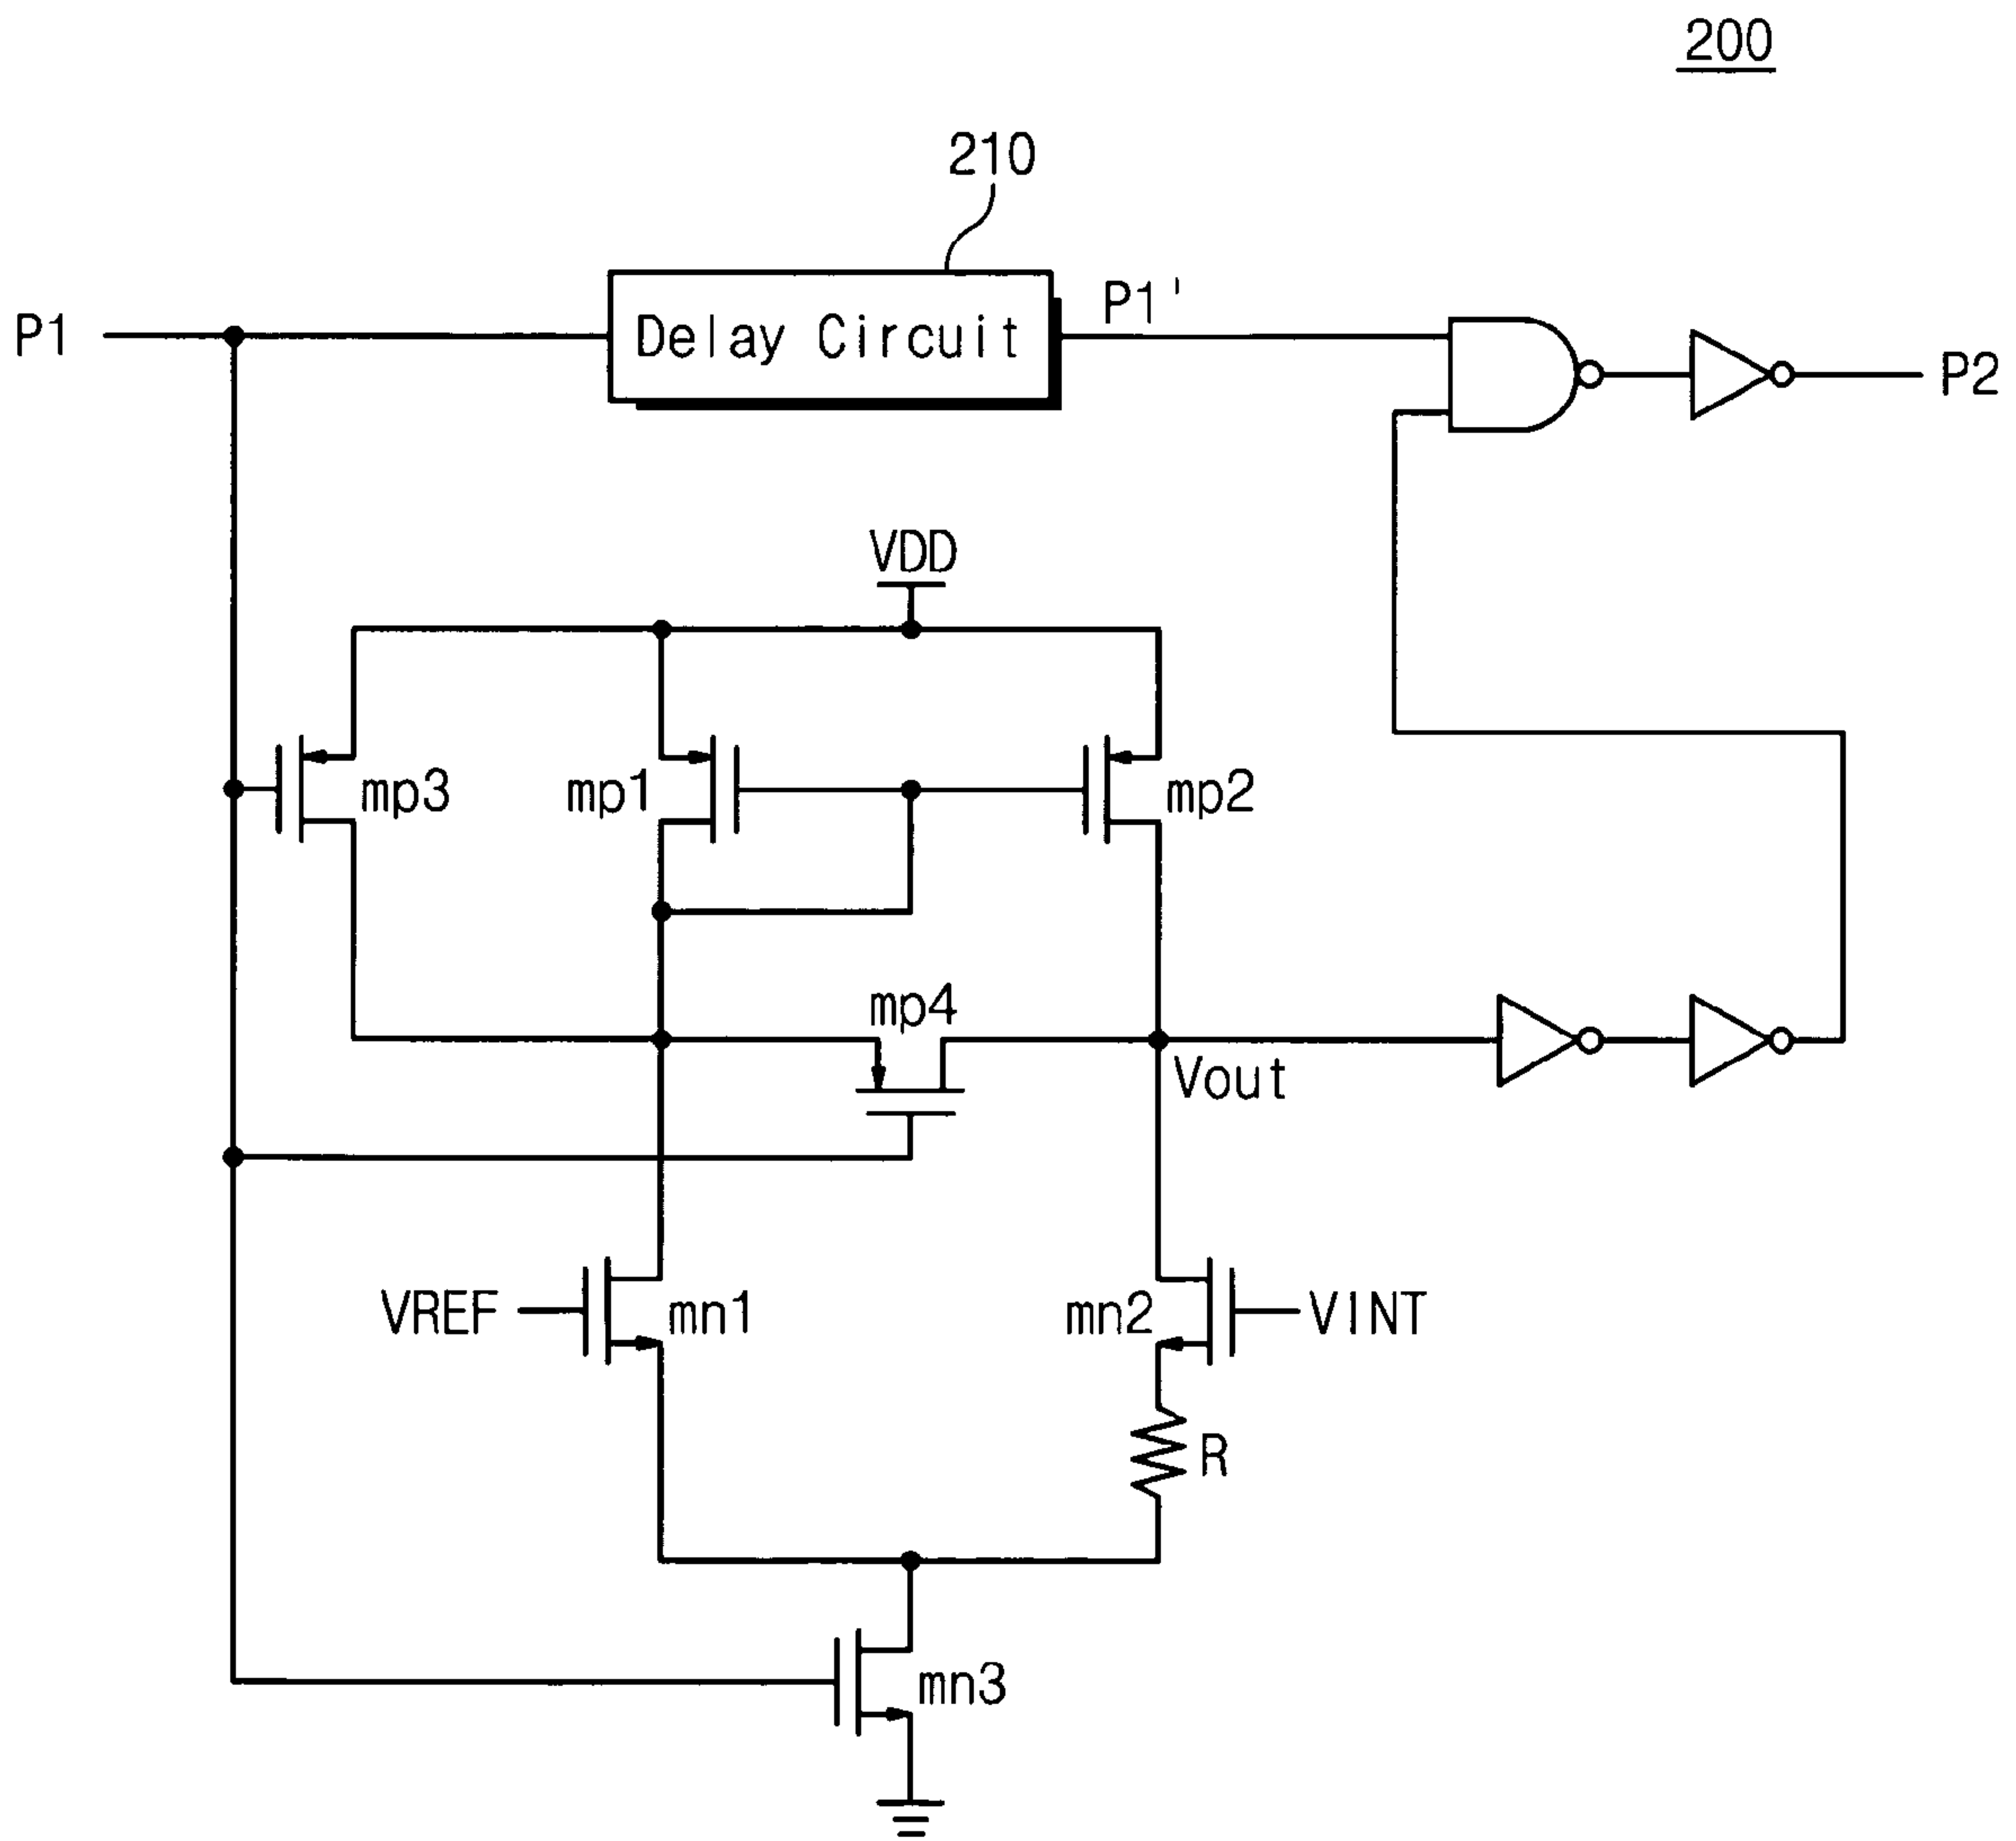 200
210
P1
Delay Circuit
P1'
P2
VDD
mp3
mp1
mp2
mp4
Vout
VREF
mn1
mn2
VINT
R
mn3